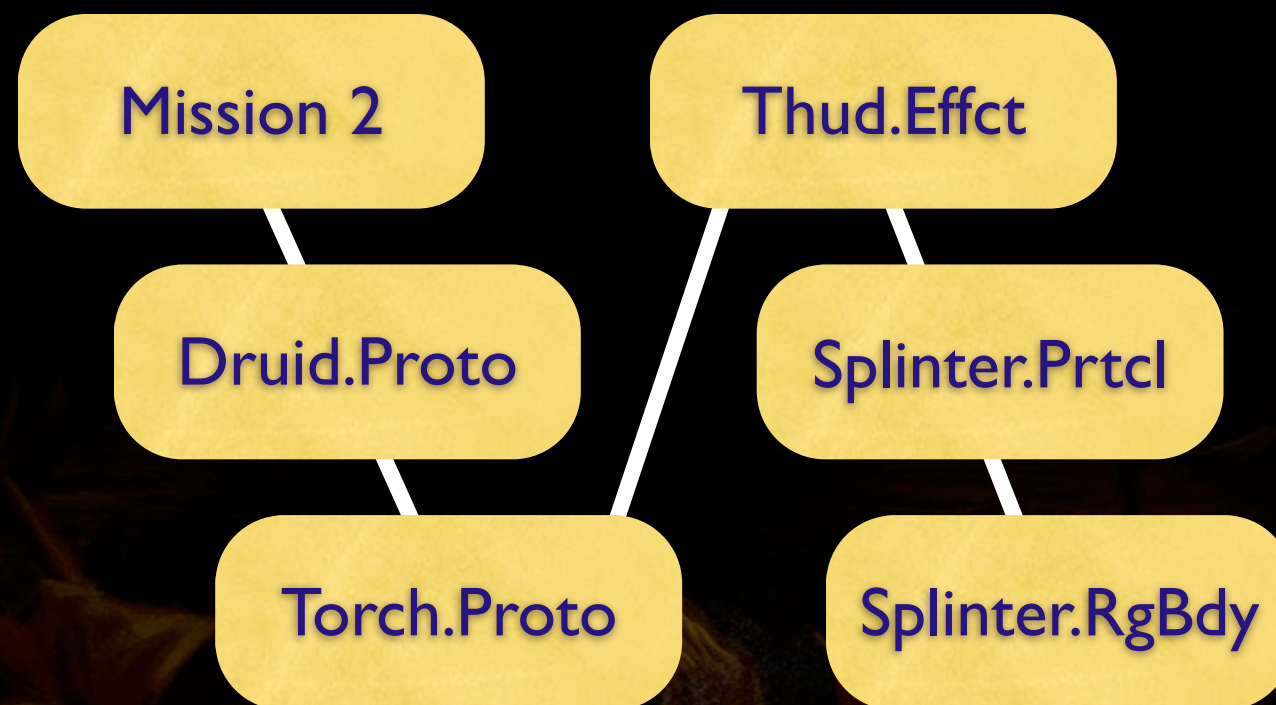 Mission 2
Druid.Proto
Torch.Proto
Thud.Effct
Splinter.Prtcl
Splinter.RgBdy